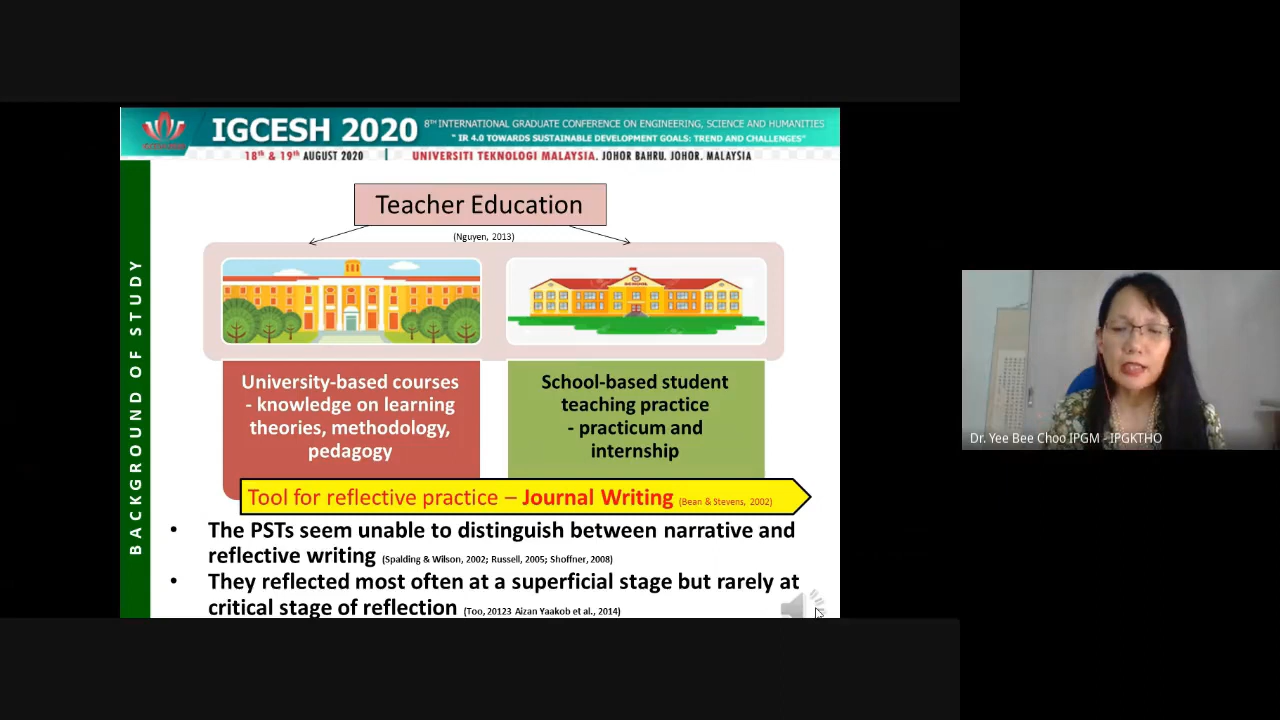 IGCESH 2020
8TH INTERNATIONAL GRADUATE CONFERENCE ON ENGINEERING, SCIENCE AND HUMANITIES
" IR 4.0 TOWARDS SUSTAINABLE DEVELOPMENT GOALS: TREND AND CHALLENGES"
18th & 19th AUGUST 2020 | UNIVERSITI TEKNOLOGI MALAYSIA, JOHOR BAHRU, JOHOR, MALAYSIA
BACKGROUND OF STUDY
Teacher Education
(Nguyen, 2013)
University-based courses
- knowledge on learning
theories, methodology,
pedagogy
School-based student
teaching practice
- practicum and
internship
Tool for reflective practice – Journal Writing (Bean & Stevens, 2002)
• The PSTs seem unable to distinguish between narrative and
reflective writing (Spalding & Wilson, 2002; Russell, 2005; Shoffner, 2008)
• They reflected most often at a superficial stage but rarely at
critical stage of reflection (Too, 20123 Aizan Yaakob et al., 2014)
Dr. Yee Bee Choo IPGM - IPGKTHO